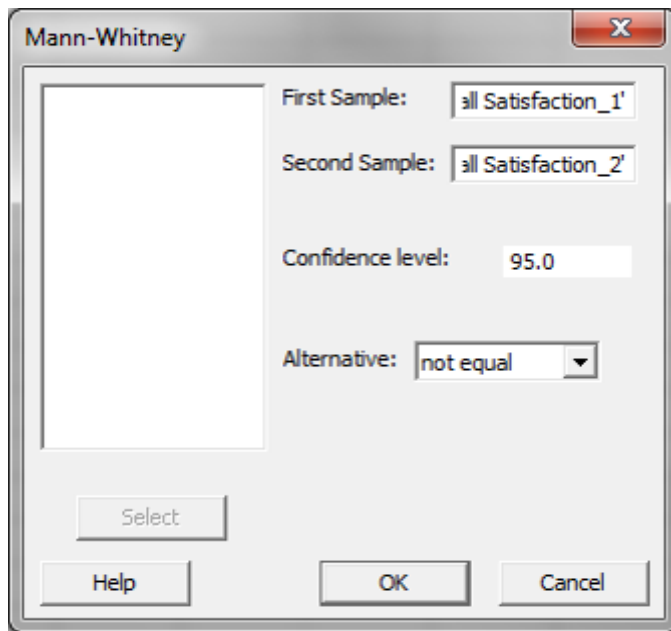 Mann-Whitney
First Sample: all Satisfaction_1'
Second Sample: all Satisfaction_2'
Confidence level: 95.0
Alternative: not equal
Select
Help OK Cancel